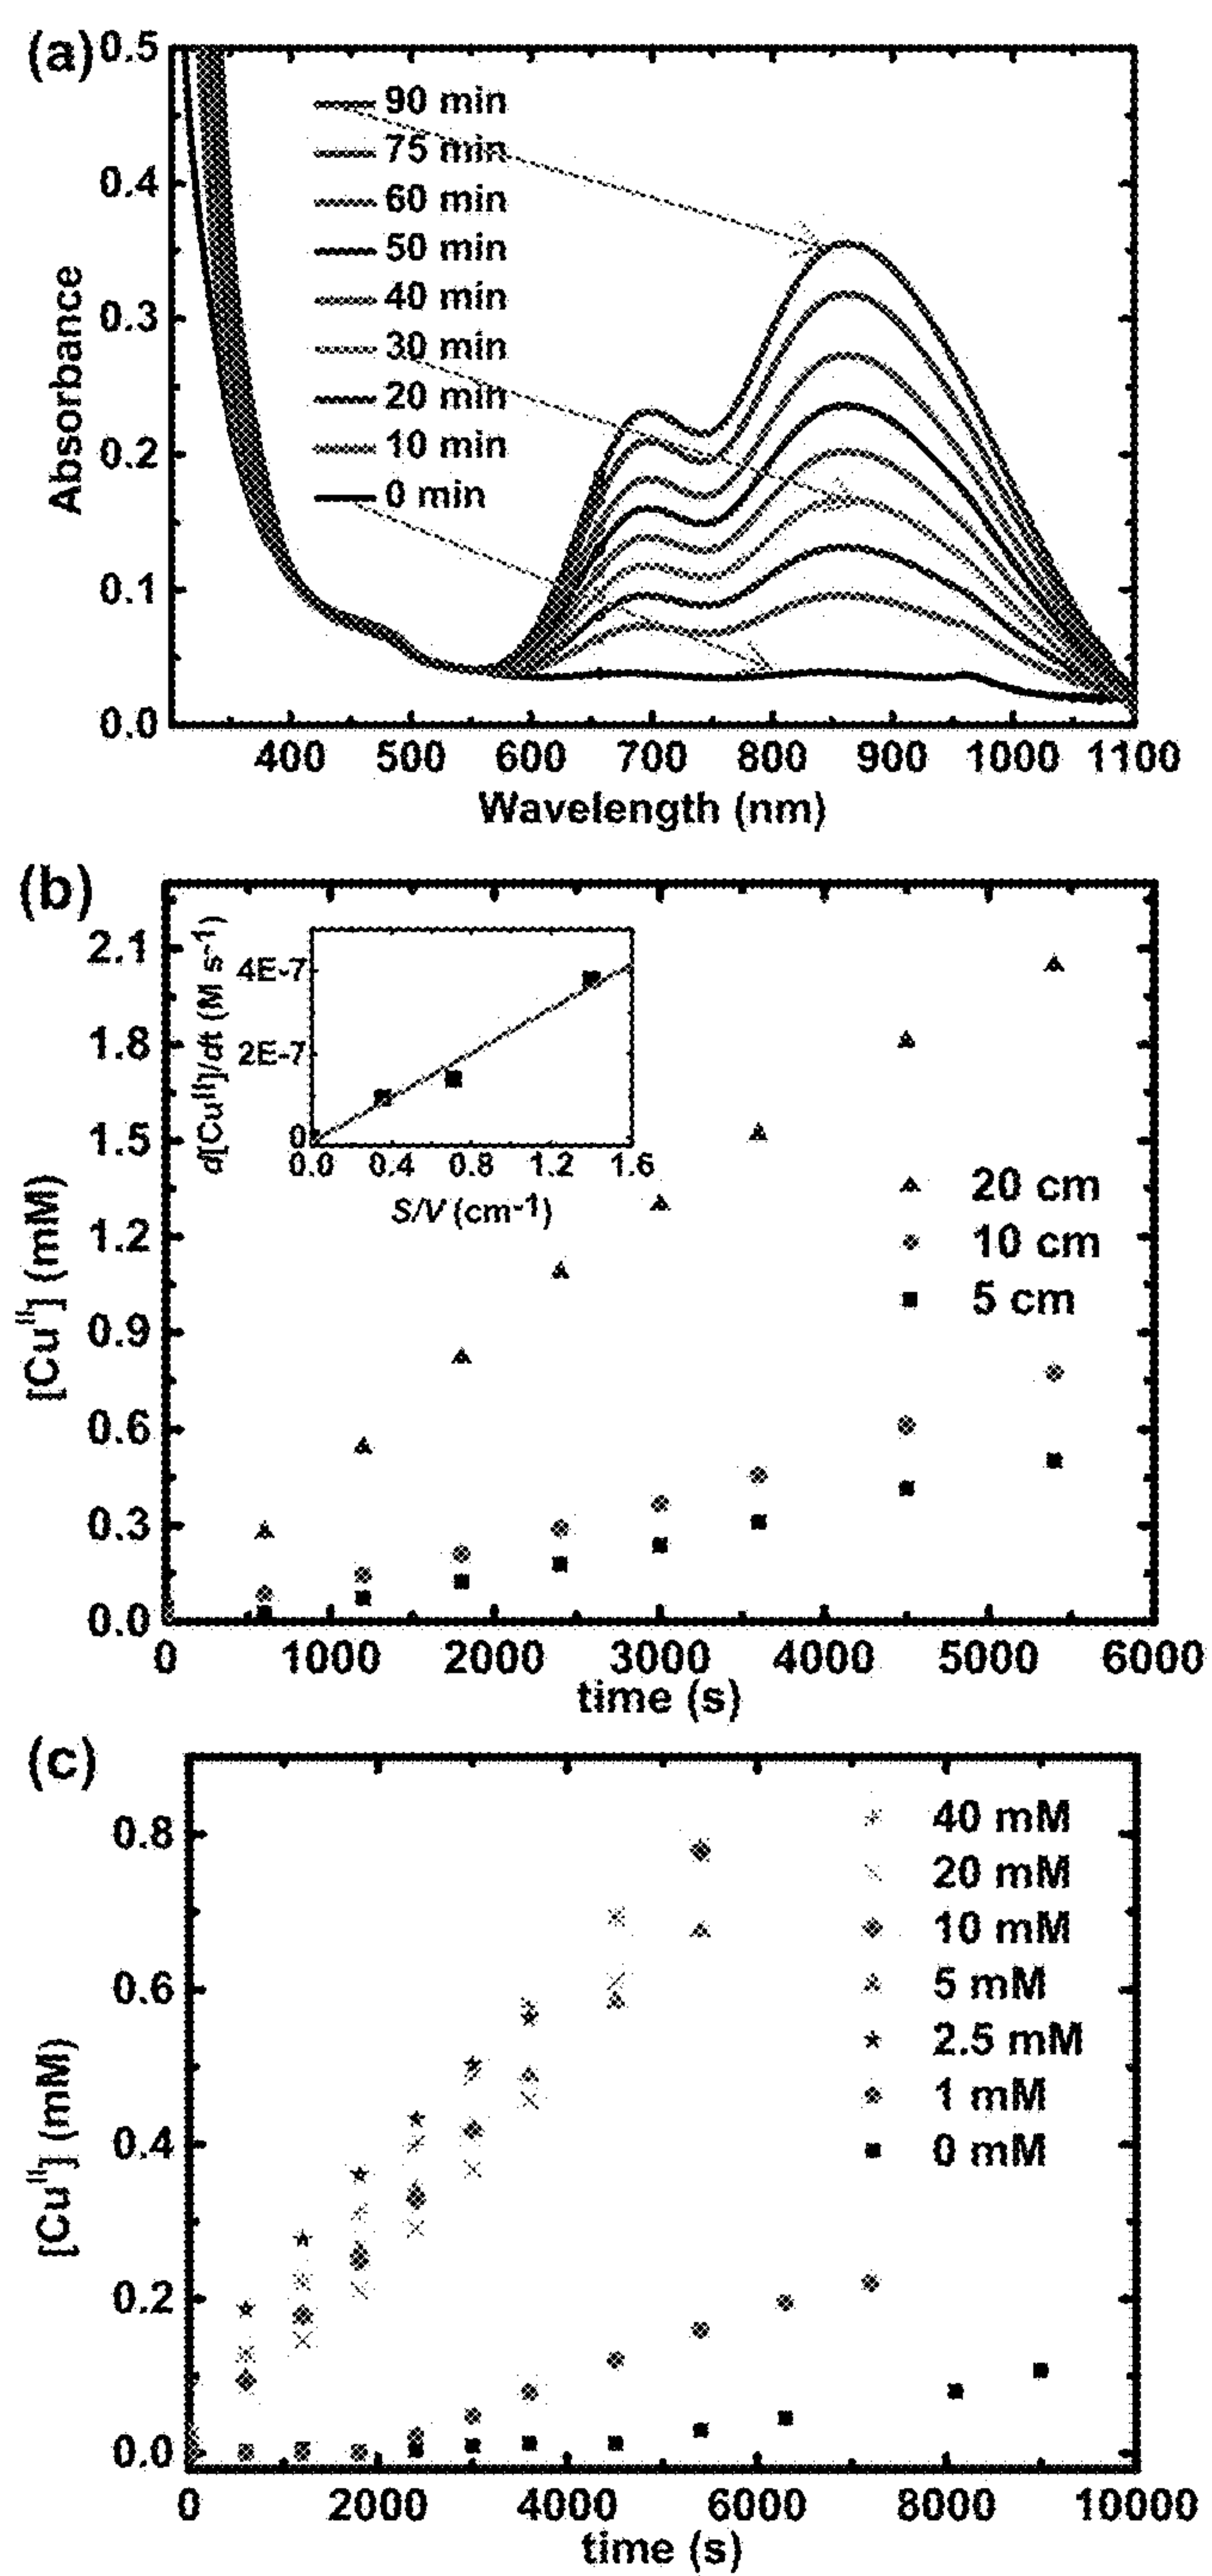 (a)
0.5
0.4
0.3
0.2
0.1
0.0
Absorbance
90 min
75 min
60 min
50 min
40 min
30 min
20 min
10 min
0 min
400 500 600 700 800 900 1000 1100
Wavelength (nm)
(b)
2.1
1.8
1.5
1.2
0.9
0.6
0.3
0.0
[Cuᴵᴵ] (mM)
d[Cuᴵᴵ]/dt (M s⁻¹)
4E-7
2E-7
0
0.0 0.4 0.8 1.2 1.6
S/V (cm⁻¹)
20 cm
10 cm
5 cm
0 1000 2000 3000 4000 5000 6000
time (s)
(c)
0.8
0.6
0.4
0.2
0.0
[Cuᴵᴵ] (mM)
40 mM
20 mM
10 mM
5 mM
2.5 mM
1 mM
0 mM
0 2000 4000 6000 8000 10000
time (s)